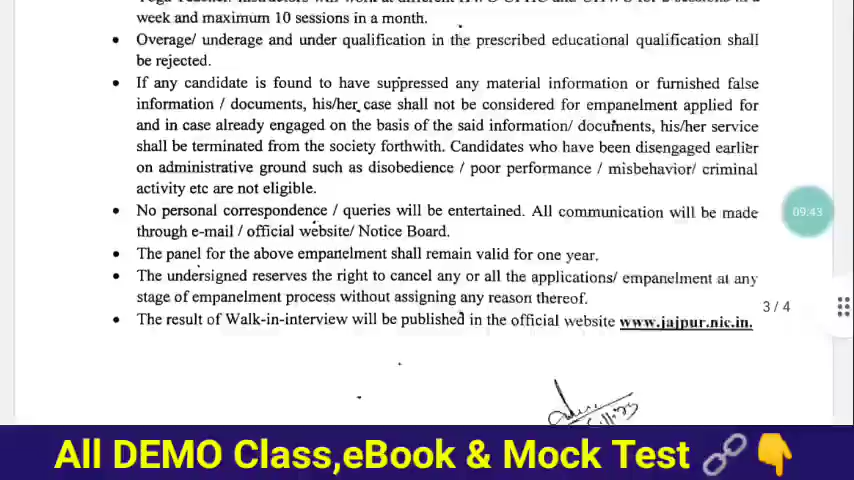 week and maximum 10 sessions in a month.
• Overage/ underage and under qualification in the prescribed educational qualification shall
be rejected.
• If any candidate is found to have suppressed any material information or furnished false
information / documents, his/her case shall not be considered for empanelment applied for
and in case already engaged on the basis of the said information/ documents, his/her service
shall be terminated from the society forthwith. Candidates who have been disengaged earlier
on administrative ground such as disobedience / poor performance / misbehavior/ criminal
activity etc are not eligible.
• No personal correspondence / queries will be entertained. All communication will be made
through e-mail / official website/ Notice Board.
• The panel for the above empanelment shall remain valid for one year.
• The undersigned reserves the right to cancel any or all the applications/ empanelment at any
stage of empanelment process without assigning any reason thereof.
• The result of Walk-in-interview will be published in the official website www.jajpur.nic.in.
09:43
3 / 4
All DEMO Class,eBook & Mock Test